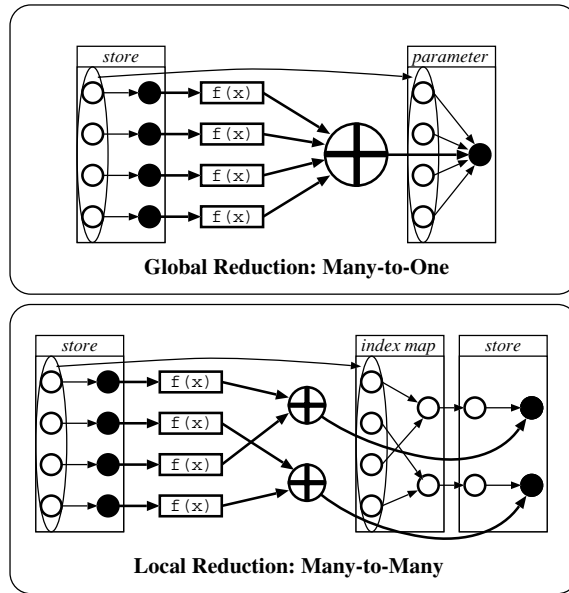 store
parameter
f(x)
f(x)
f(x)
f(x)
Global Reduction: Many-to-One
store
index map
store
f(x)
f(x)
f(x)
f(x)
Local Reduction: Many-to-Many